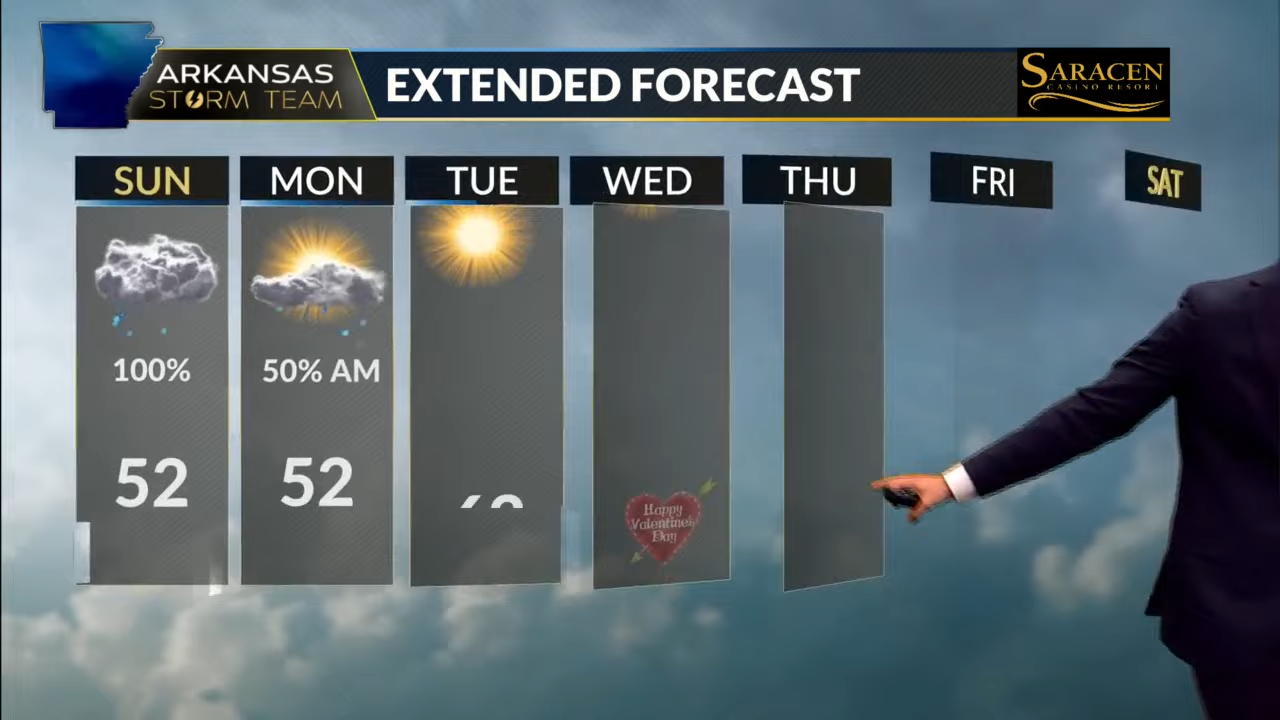 ARKANSAS
STORM TEAM
EXTENDED FORECAST
SARACEN
CASINO RESORT
SUN
MON
TUE
WED
THU
FRI
SAT
100%
50% AM
52
52
Happy
Valentine's
Day